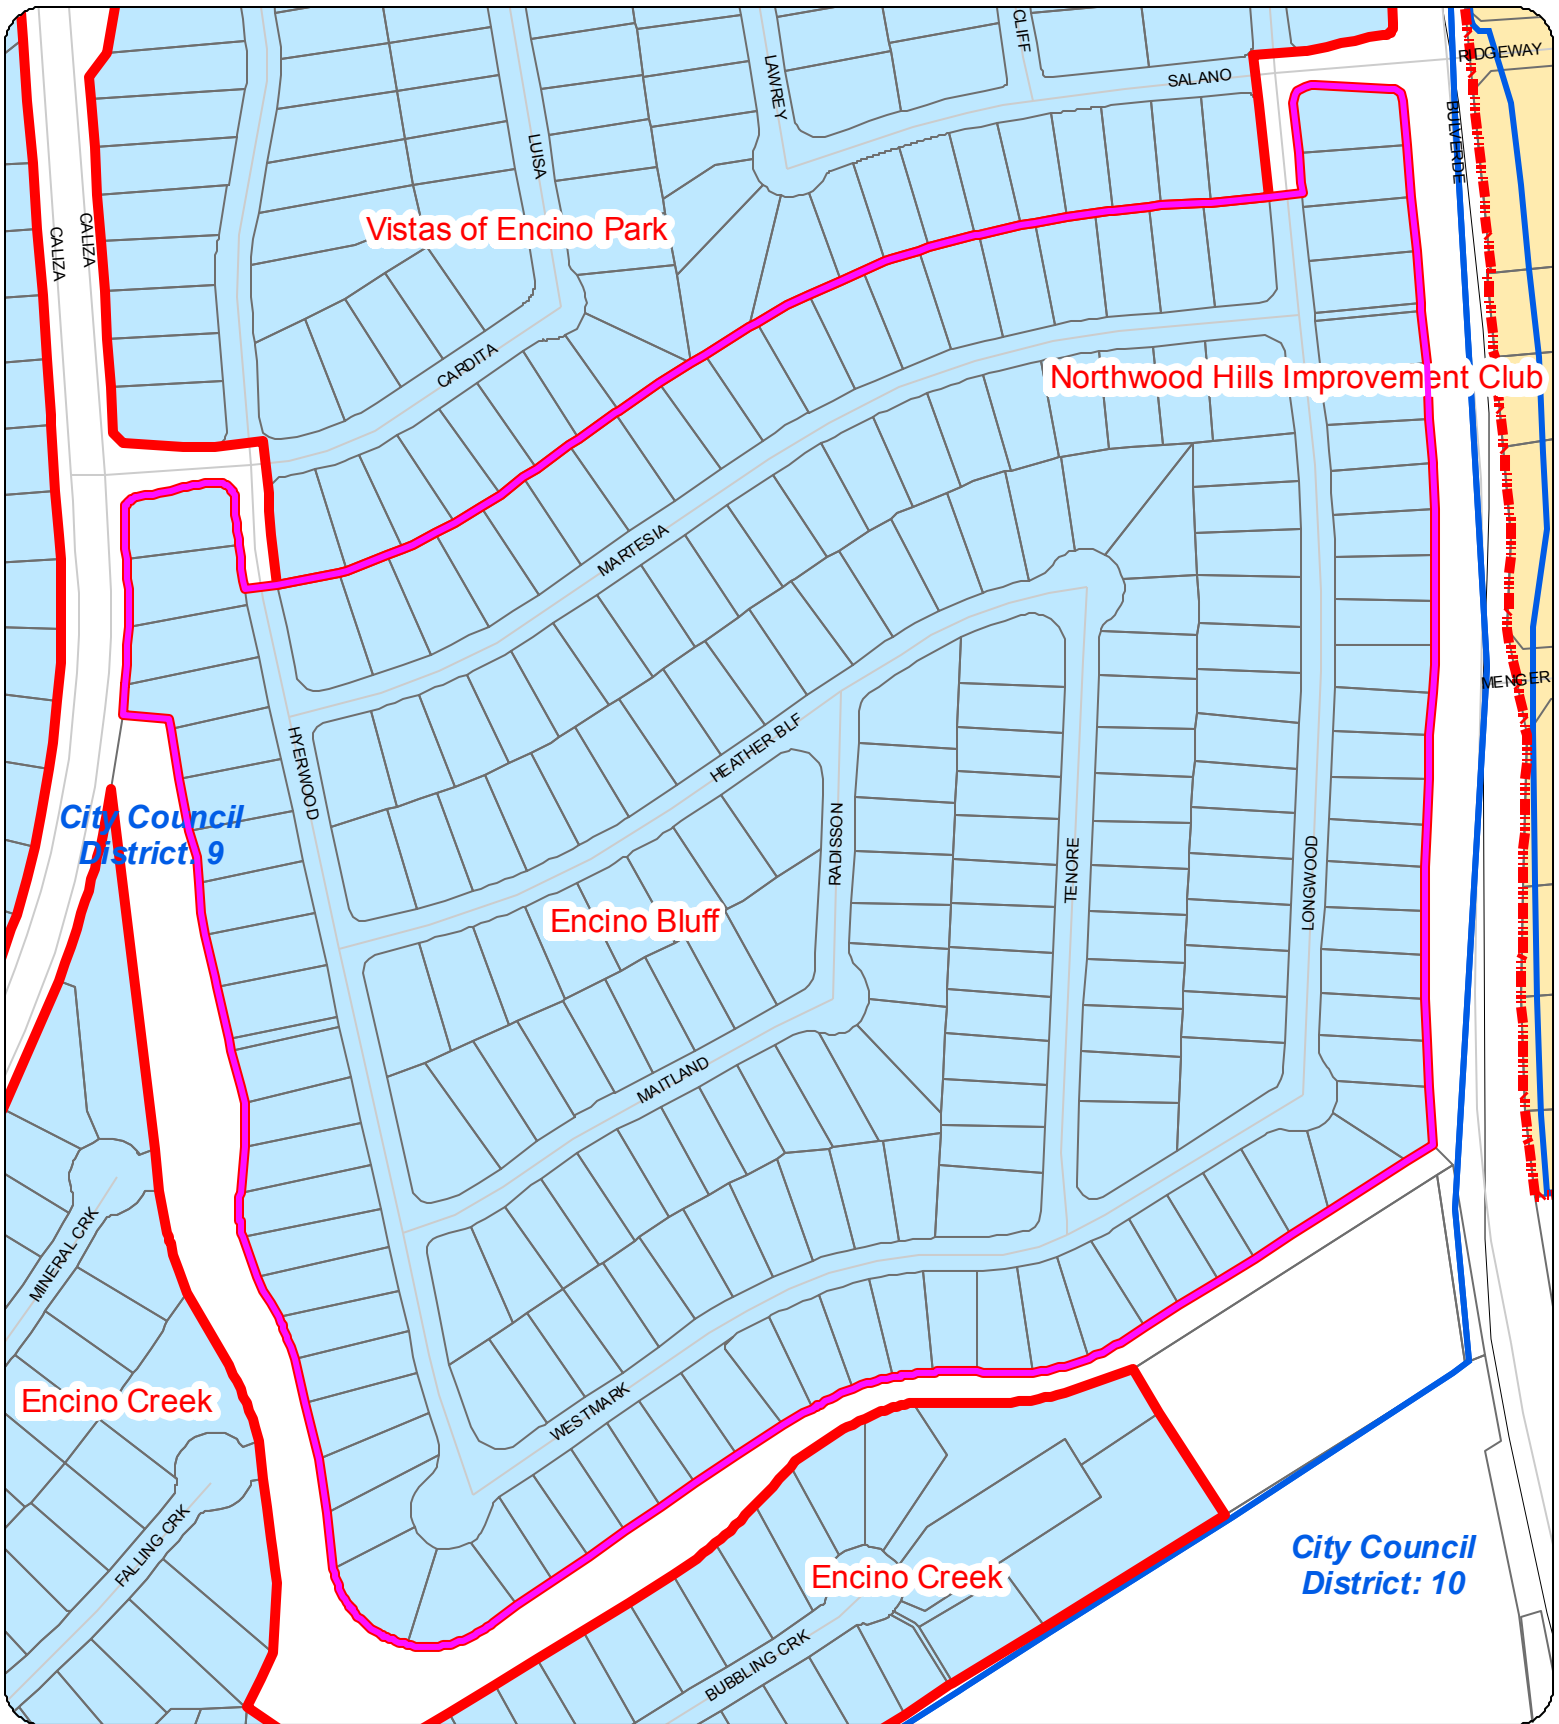 CLIFF
RIDGEWAY
LAWREY
SALANO
BULVERDE
LUISA
CALIZA
CALIZA
Vistas of Encino Park
CARDITA
Northwood Hills Improvement Club
MARTESIA
MENGER
HYERWOOD
HEATHER BLF
City Council
District: 9
RADISSON
TENORE
LONGWOOD
Encino Bluff
MAITLAND
MINERAL CRK
Encino Creek
WESTMARK
FALLING CRK
City Council
District: 10
Encino Creek
BUBBLING CRK